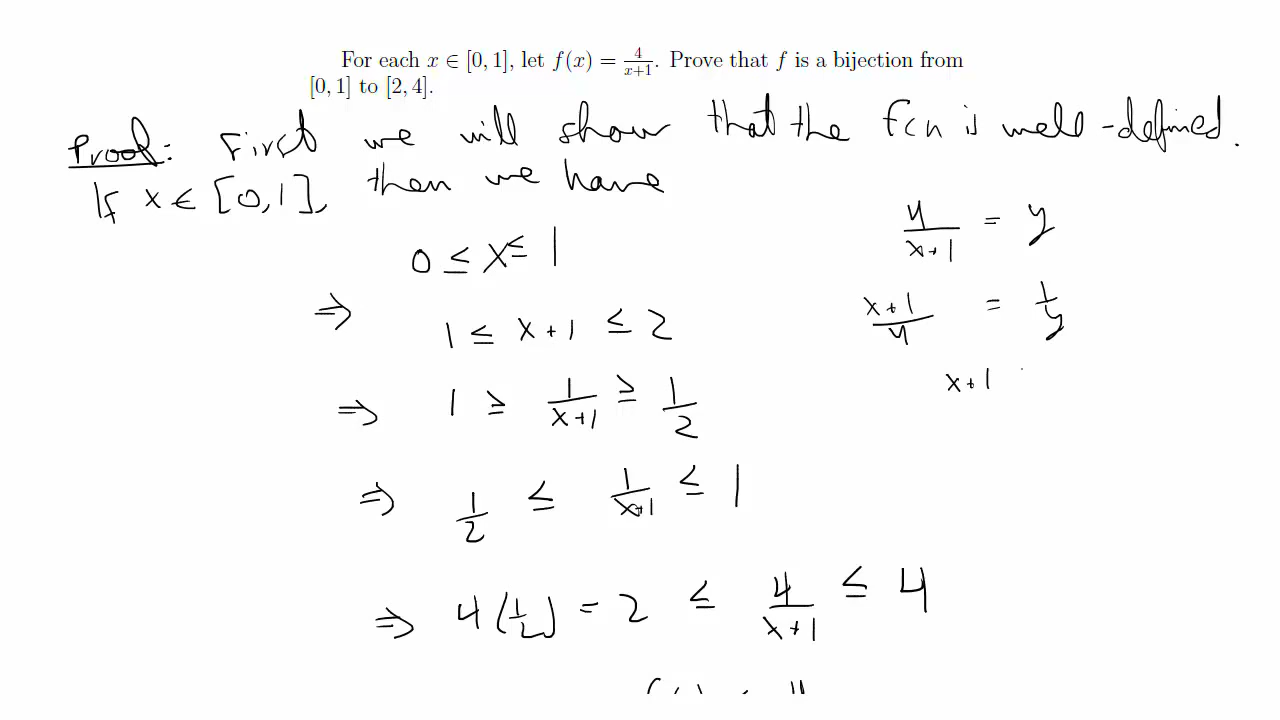 For each x ∈ [0, 1], let f(x) = 4/(x+1). Prove that f is a bijection from
[0, 1] to [2, 4].
Proof: First we will show that the fcn is well-defined.
If x ∈ [0,1], then we have
0 ≤ x ≤ 1
⇒ 1 ≤ x+1 ≤ 2
⇒ 1 ≥ 1/(x+1) ≥ 1/2
⇒ 1/2 ≤ 1/(x+1) ≤ 1
⇒ 4(1/2) = 2 ≤ 4/(x+1) ≤ 4
4/(x+1) = y
(x+1)/4 = 1/y
x+1